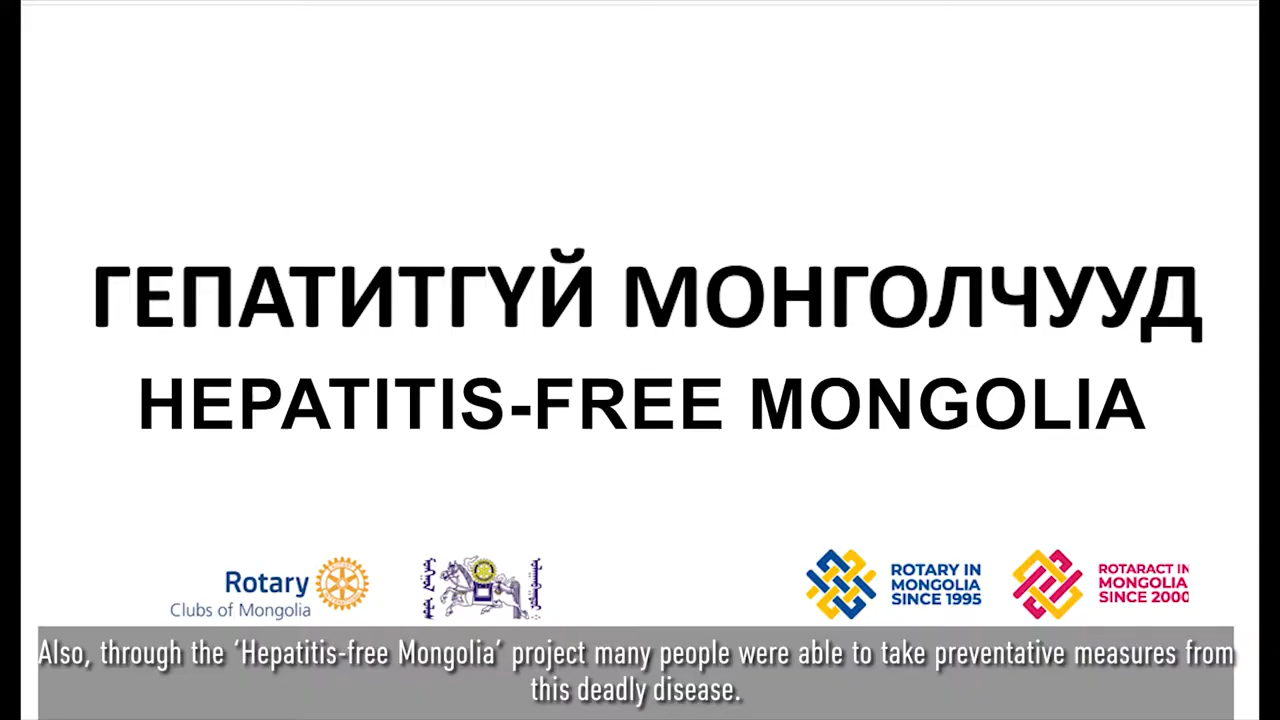 ГЕПАТИТГҮЙ МОНГОЛЧУУД
HEPATITIS-FREE MONGOLIA
Rotary
Clubs of Mongolia
ROTARY IN
MONGOLIA
SINCE 1995
ROTARACT IN
MONGOLIA
SINCE 2000
Also, through the ‘Hepatitis-free Mongolia’ project many people were able to take preventative measures from
this deadly disease.